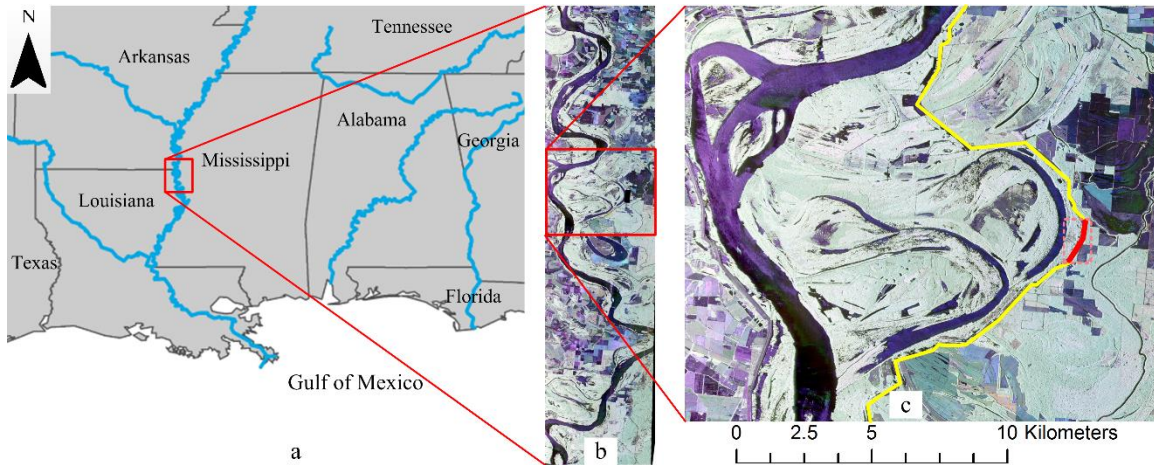 N
Arkansas
Tennessee
Mississippi
Alabama
Georgia
Louisiana
Texas
Florida
Gulf of Mexico
a
b
c
0 2.5 5 10 Kilometers